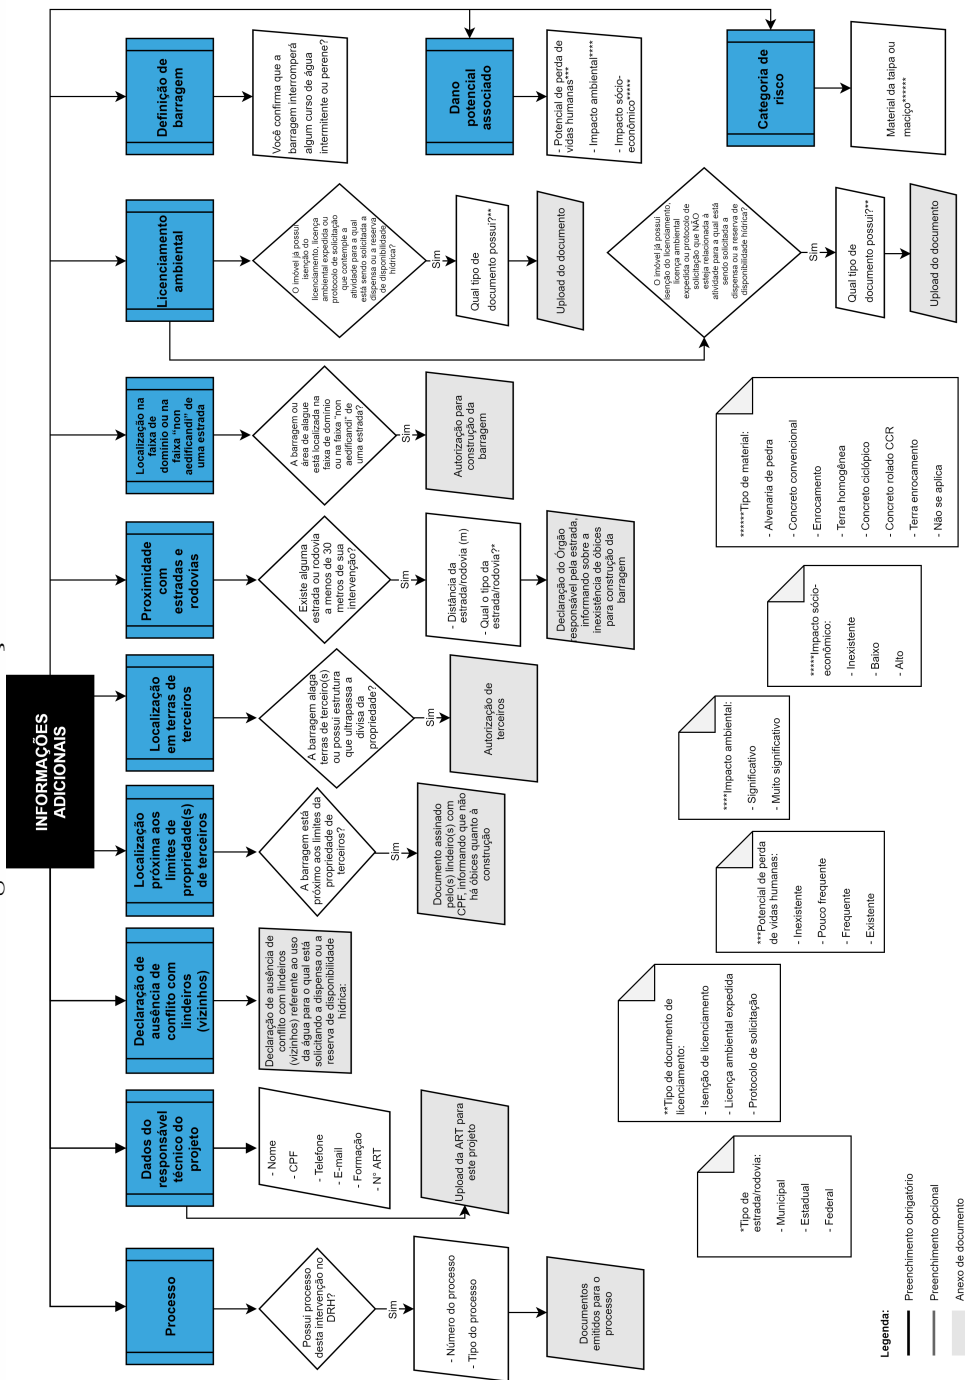 INFORMAÇÕES
ADICIONAIS
Processo
Possui processo
desta intervenção no
DRH?
Sim
- Número do processo
- Tipo do processo
Documentos
emitidos para o
processo
Dados do
responsável
técnico do
projeto
- Nome
- CPF
- Telefone
- E-mail
- Formação
- N° ART
Upload da ART para
este projeto
Declaração de
ausência de
conflito com
lindeiros
(vizinhos)
Declaração de ausência de
conflito com lindeiros
(vizinhos) referente ao uso
da água para o qual está
solicitando a dispensa ou a
reserva de disponibilidade
hídrica:
Localização
próxima aos
limites de
propriedade(s)
de terceiros
A barragem está
próximo aos limites da
propriedade de
terceiros?
Sim
Documento assinado
pelo(s) lindeiro(s) com
CPF, informando que não
há óbices quanto à
construção
Localização
em terras de
terceiros
A barragem alaga
terras de terceiro(s)
ou possui estrutura
que ultrapassa a
divisa da
propriedade?
Sim
Autorização de
terceiros
Proximidade
com
estradas e
rodovias
Existe alguma
estrada ou rodovia
a menos de 30
metros de sua
intervenção?
Sim
- Distância da
estrada/rodovia (m)
- Qual o tipo da
estrada/rodovia?*
Declaração do Órgão
responsável pela estrada,
informando sobre a
inexistência de óbices
para construção da
barragem
Localização na
faixa de
domínio ou na
faixa "non
aedificandi" de
uma estrada
A barragem ou
área de alague
está localizada na
faixa de domínio
ou na faixa "non
aedificandi" de
uma estrada?
Sim
Autorização para
construção da
barragem
Licenciamento
ambiental
O imóvel já possui
isenção do
licenciamento, licença
ambiental expedida ou
protocolo de solicitação
que contemple a
atividade para a qual
está sendo solicitada a
dispensa ou a reserva
de disponibilidade
hídrica?
Sim
Qual tipo de
documento possui?**
Upload do documento
O imóvel já possui
isenção do licenciamento,
licença ambiental
expedida ou protocolo de
solicitação que NÃO
esteja relacionada à
atividade para a qual está
sendo solicitada a
dispensa ou a reserva de
disponibilidade hídrica?
Sim
Qual tipo de
documento possui?**
Upload do documento
Definição de
barragem
Você confirma que a
barragem interromperá
algum curso de água
intermitente ou perene?
Dano
potencial
associado
- Potencial de perda de
vidas humanas***
- Impacto ambiental****
- Impacto sócio-
econômico*****
Categoria de
risco
Material da taipa ou
maciço******
*Tipo de
estrada/rodovia:
- Municipal
- Estadual
- Federal
**Tipo de documento de
licenciamento:
- Isenção de licenciamento
- Licença ambiental expedida
- Protocolo de solicitação
***Potencial de perda
de vidas humanas:
- Inexistente
- Pouco frequente
- Frequente
- Existente
****Impacto ambiental:
- Significativo
- Muito significativo
*****Impacto sócio-
econômico:
- Inexistente
- Baixo
- Alto
******Tipo de material:
- Alvenaria de pedra
- Concreto convencional
- Enrocamento
- Terra homogênea
- Concreto ciclópico
- Concreto rolado CCR
- Terra enrocamento
- Não se aplica
Legenda:
Preenchimento obrigatório
Preenchimento opcional
Anexo de documento